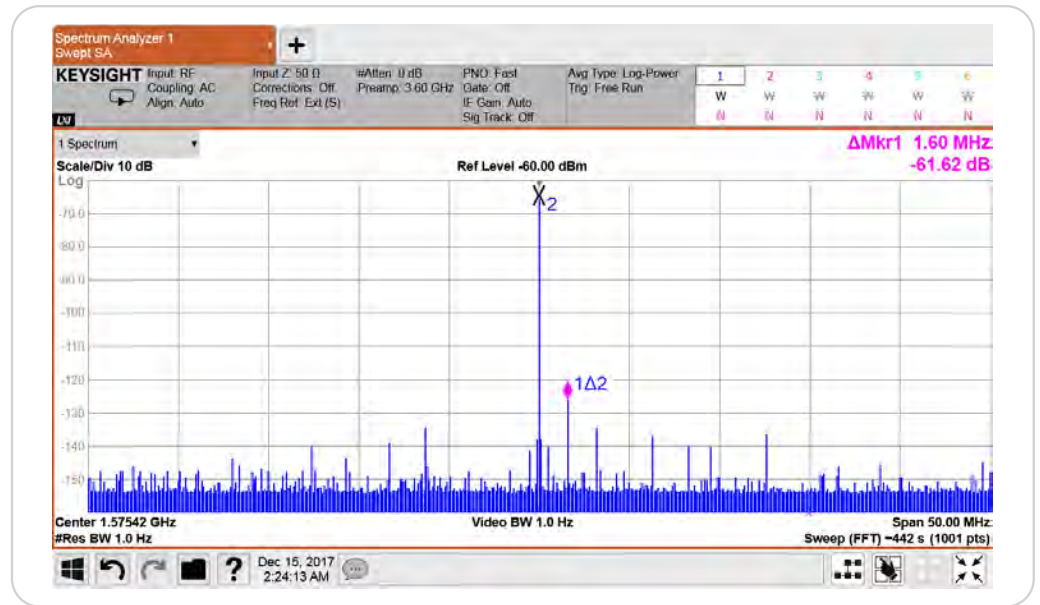 Spectrum Analyzer 1
Swept SA
+
KEYSIGHT
Input: RF
Coupling: AC
Align: Auto
Input Z: 50 Ω
Corrections: Off
Freq Ref: Ext (S)
#Atten: 0 dB
Preamp: 3.60 GHz
PNO: Fast
Gate: Off
IF Gain: Auto
Sig Track: Off
Avg Type: Log-Power
Trig: Free Run
1 2 3 4 5 6
W W W W W W
N N N N N N
LXI
1 Spectrum
ΔMkr1 1.60 MHz
Scale/Div 10 dB
Ref Level -60.00 dBm
-61.62 dB
Log
2
-70.0
-80.0
-90.0
-100
-110
-120
1Δ2
-130
-140
-150
Center 1.57542 GHz
Video BW 1.0 Hz
Span 50.00 MHz
#Res BW 1.0 Hz
Sweep (FFT) ~442 s (1001 pts)
?
Dec 15, 2017
2:24:13 AM